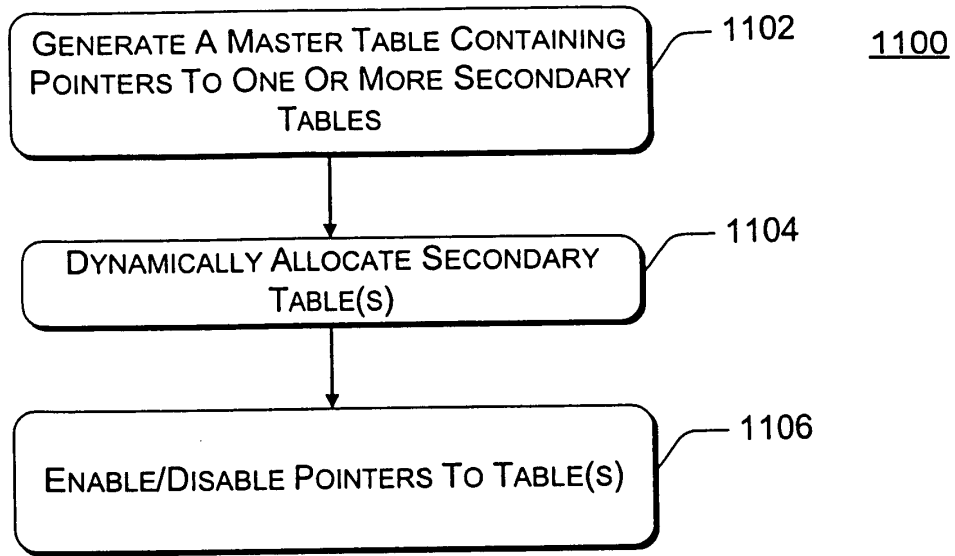 GENERATE A MASTER TABLE CONTAINING
POINTERS TO ONE OR MORE SECONDARY
TABLES
1102
1100
DYNAMICALLY ALLOCATE SECONDARY
TABLE(S)
1104
ENABLE/DISABLE POINTERS TO TABLE(S)
1106